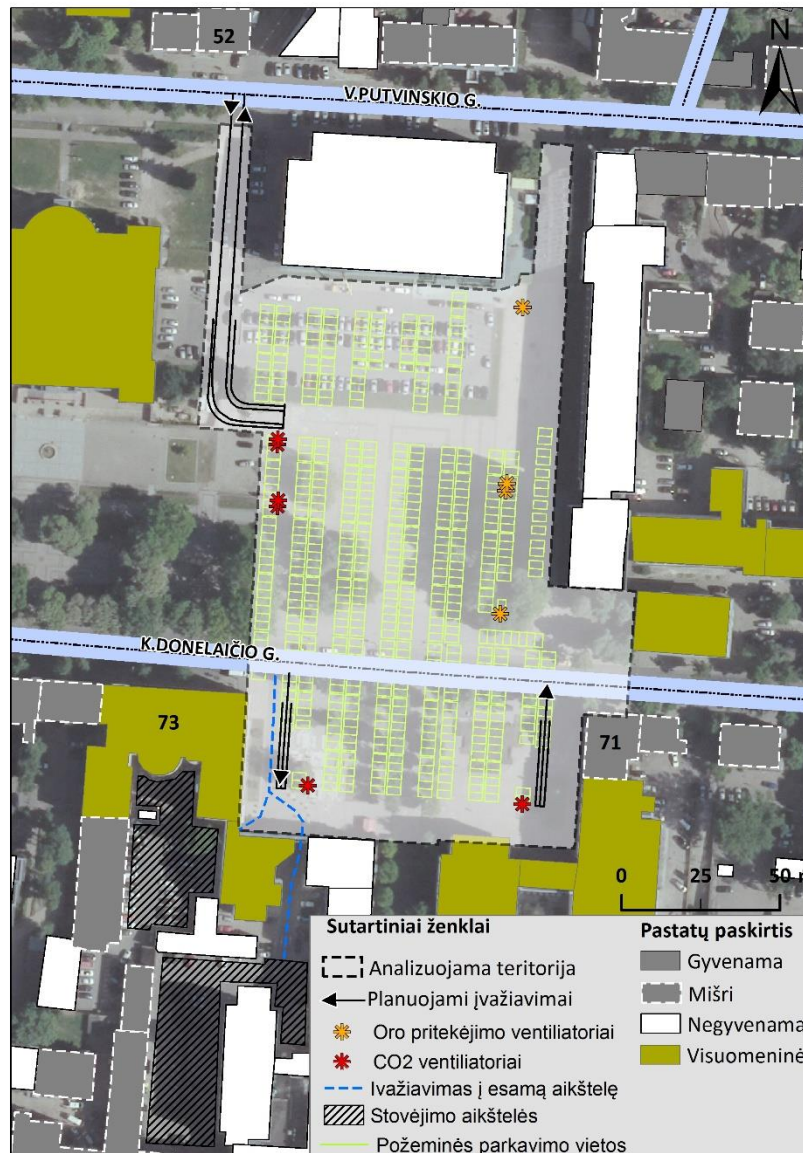 52
N
V.PUTVINSKIO G.
K.DONELAIČIO G.
73
71
0 25 50
Sutartiniai ženklai
Analizuojama teritorija
Planuojami įvažiavimai
Oro pritekėjimo ventiliatoriai
CO2 ventiliatoriai
Ivažiavimas į esamą aikštelę
Stovėjimo aikštelės
Požeminės parkavimo vietos
Pastatų paskirtis
Gyvenama
Mišri
Negyvenama
Visuomeninė